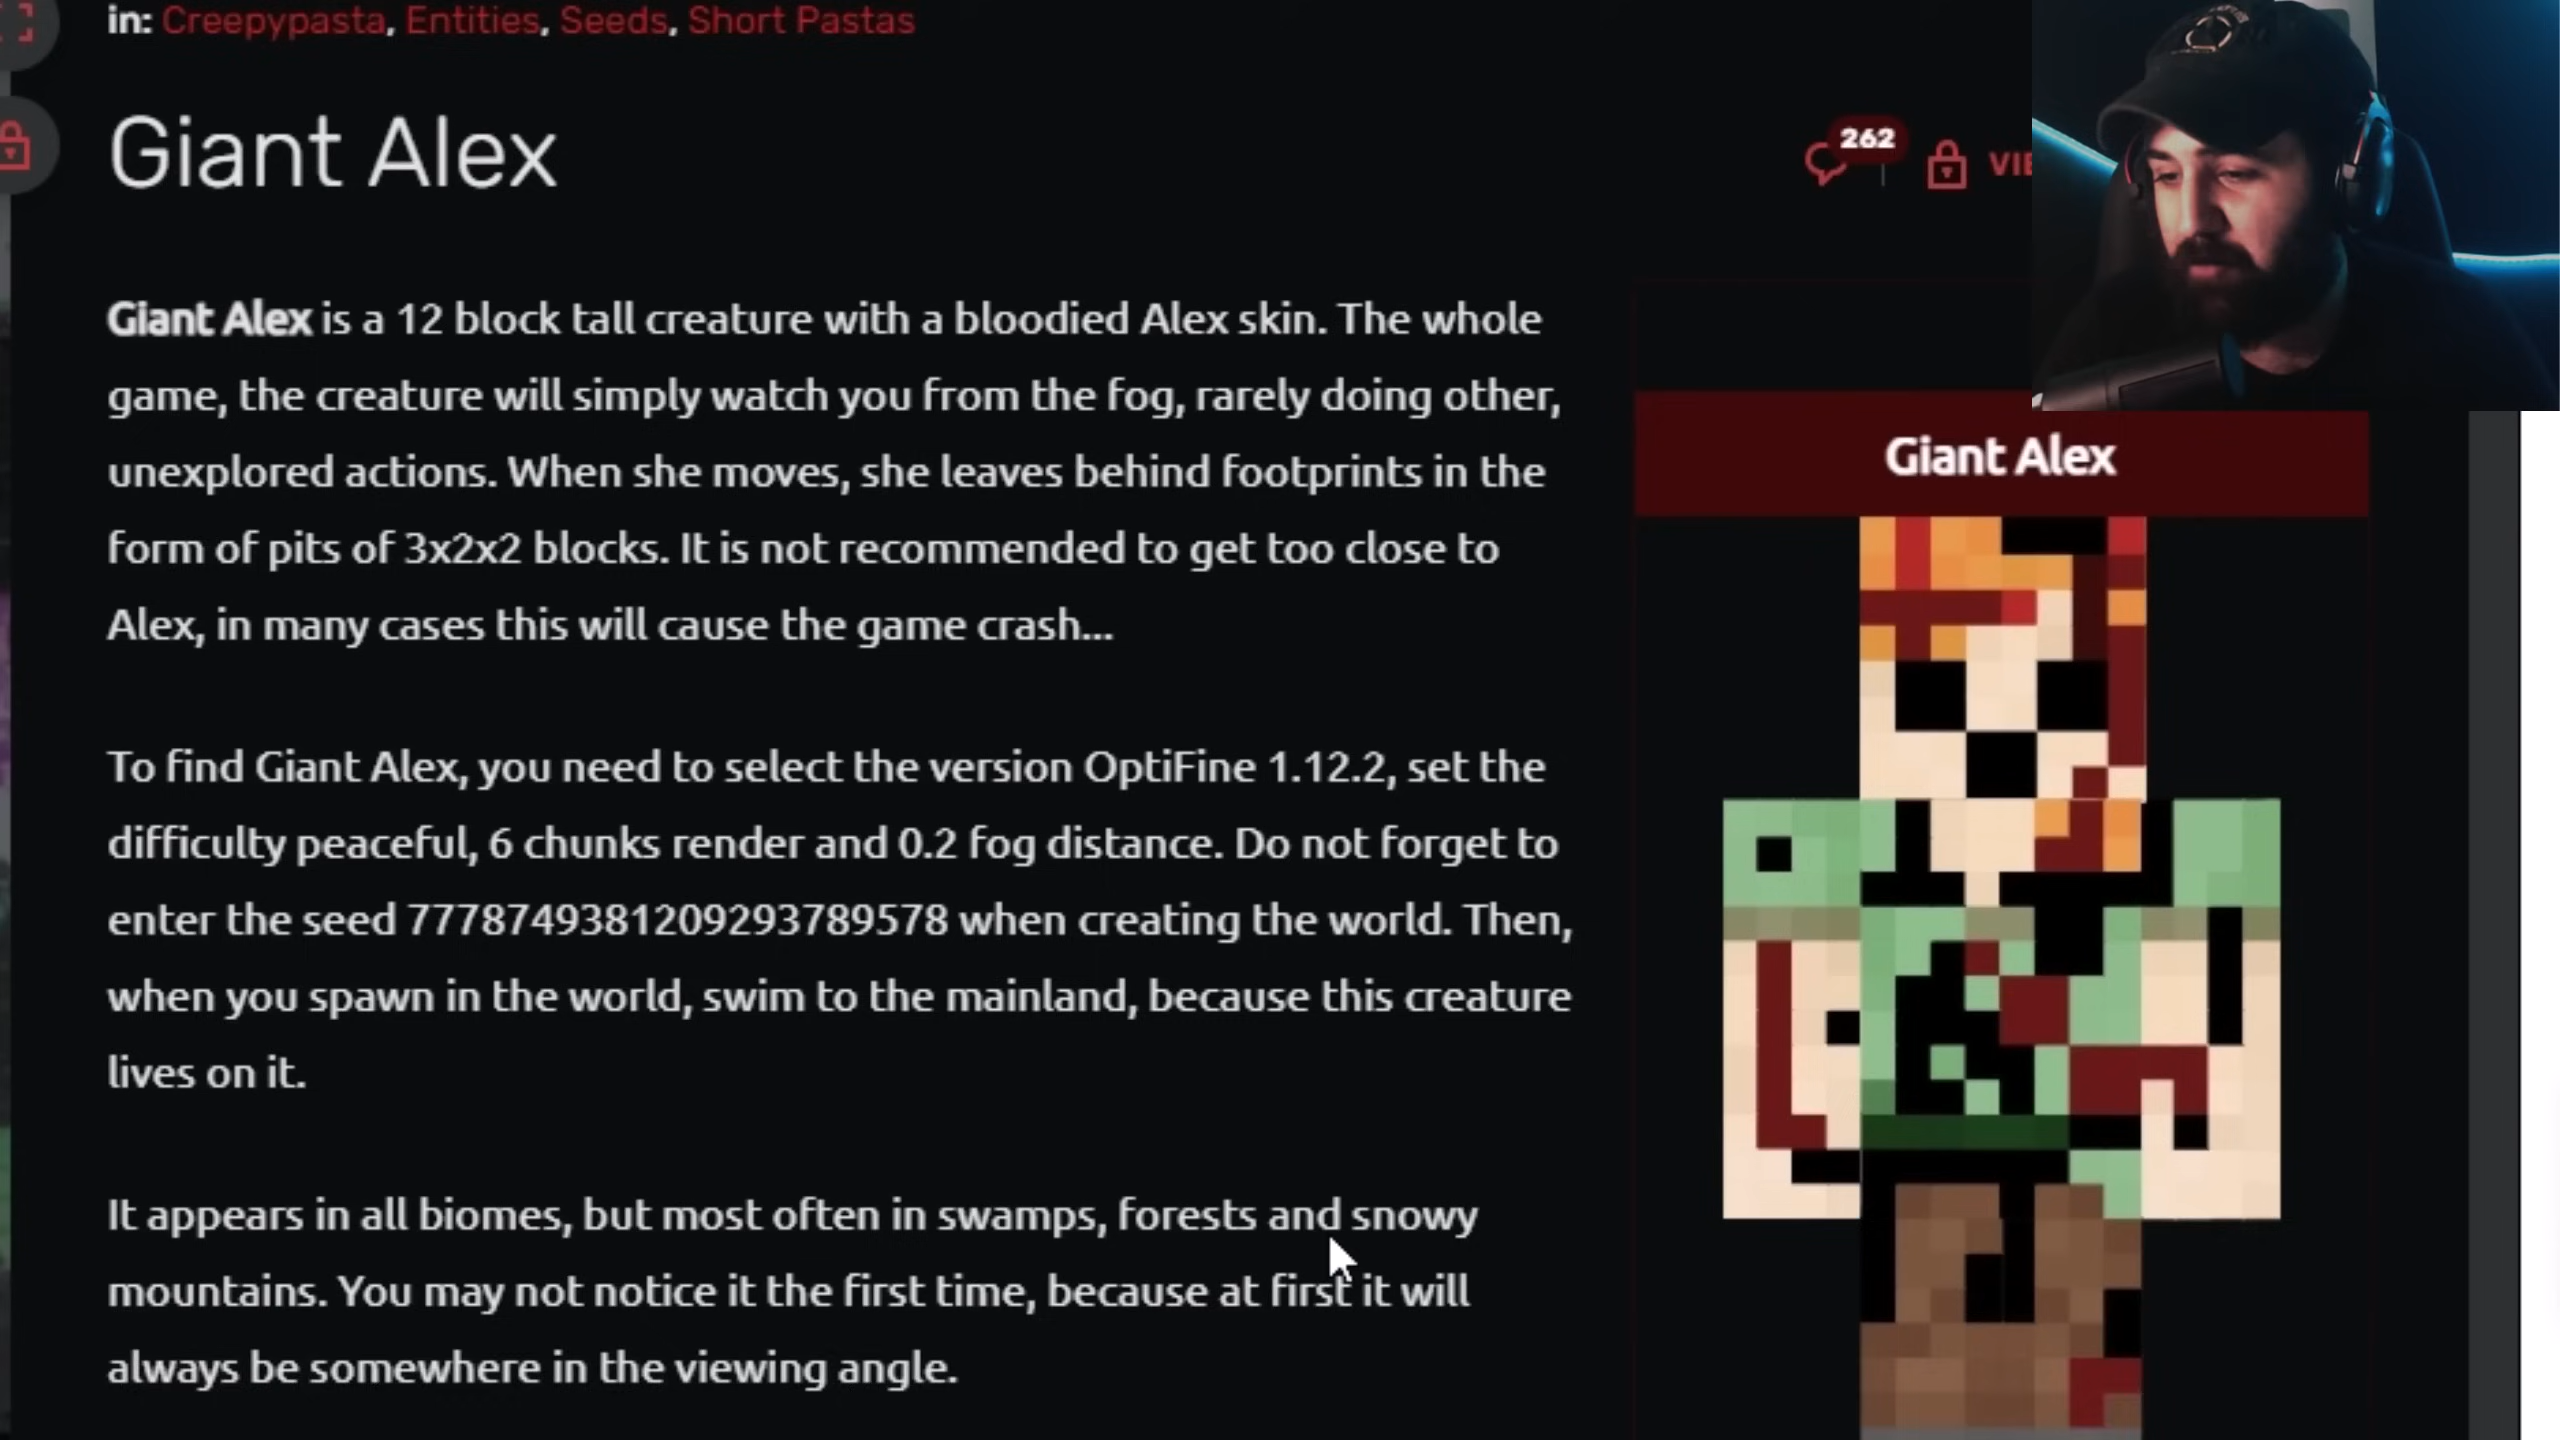 in: Creepypasta, Entities, Seeds, Short Pastas
Giant Alex
262
Giant Alex is a 12 block tall creature with a bloodied Alex skin. The whole
game, the creature will simply watch you from the fog, rarely doing other,
unexplored actions. When she moves, she leaves behind footprints in the
form of pits of 3x2x2 blocks. It is not recommended to get too close to
Alex, in many cases this will cause the game crash...
To find Giant Alex, you need to select the version OptiFine 1.12.2, set the
difficulty peaceful, 6 chunks render and 0.2 fog distance. Do not forget to
enter the seed 7778749381209293789578 when creating the world. Then,
when you spawn in the world, swim to the mainland, because this creature
lives on it.
It appears in all biomes, but most often in swamps, forests and snowy
mountains. You may not notice it the first time, because at first it will
always be somewhere in the viewing angle.
Giant Alex